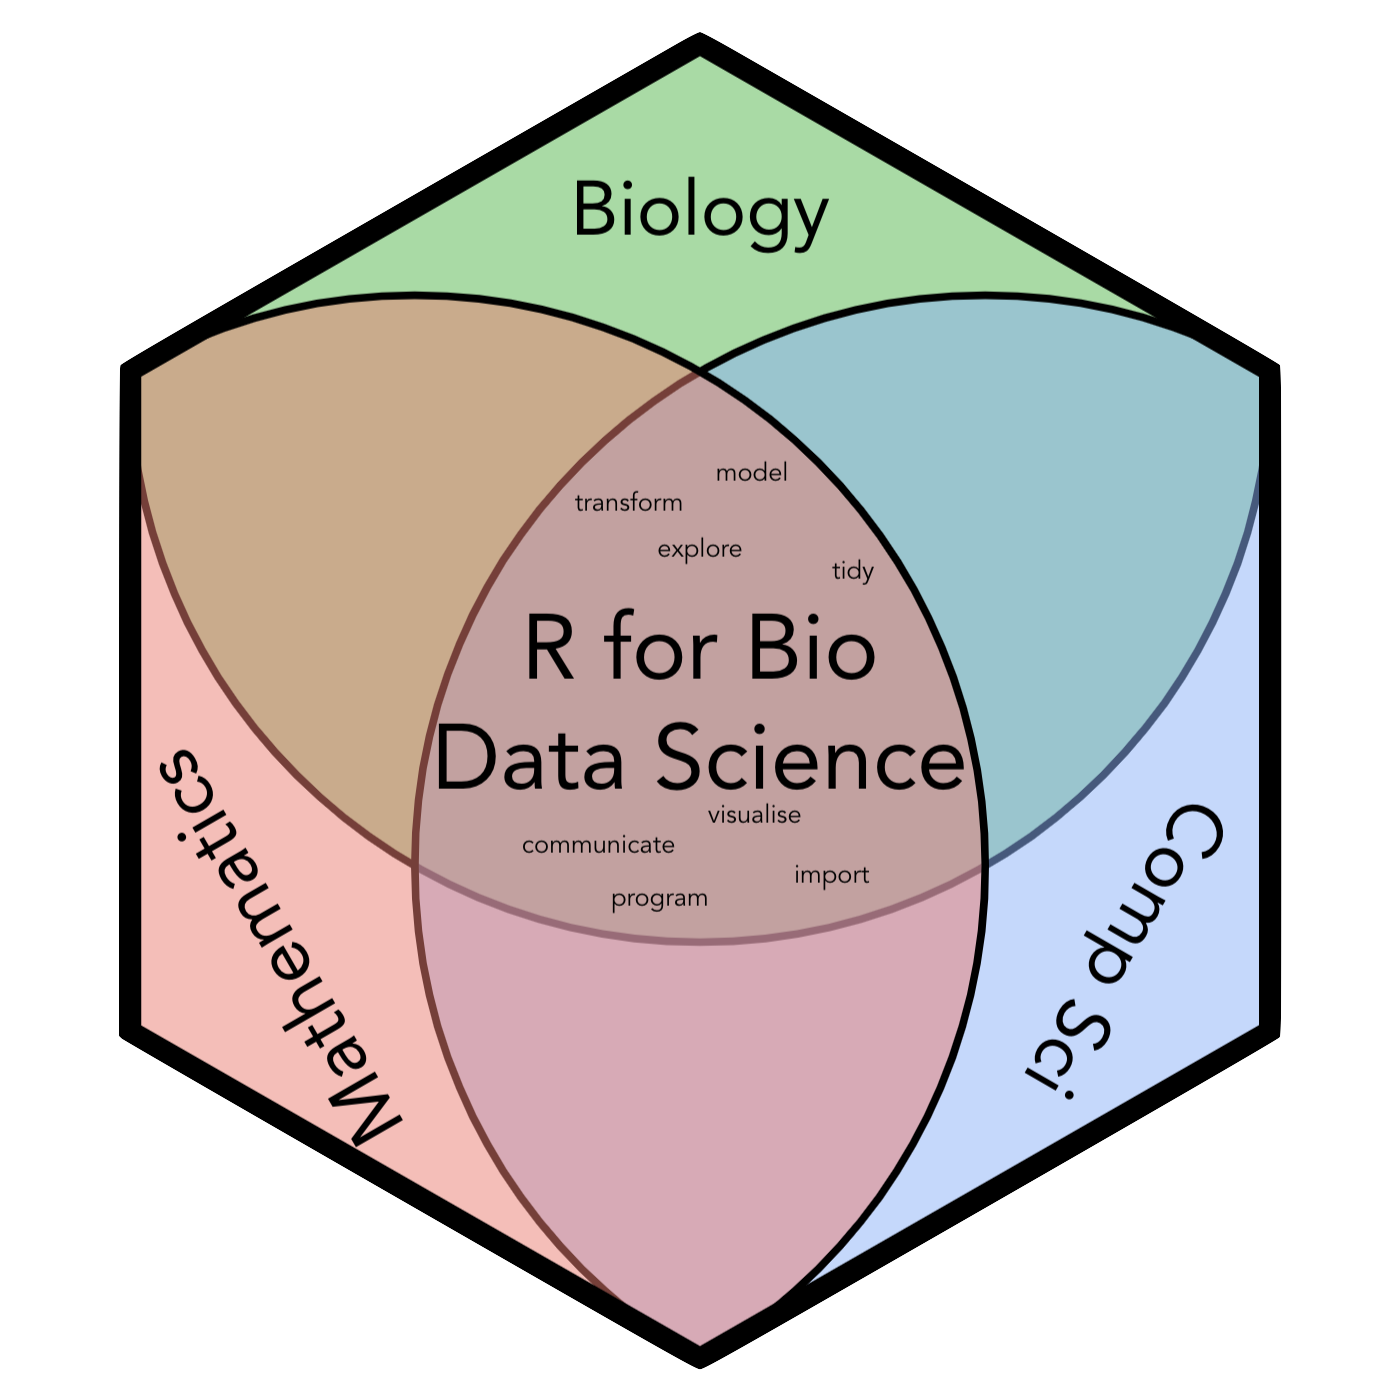 Biology
model
transform
explore
tidy
R for Bio
Data Science
visualise
communicate
import
program
Mathematics
Comp Sci